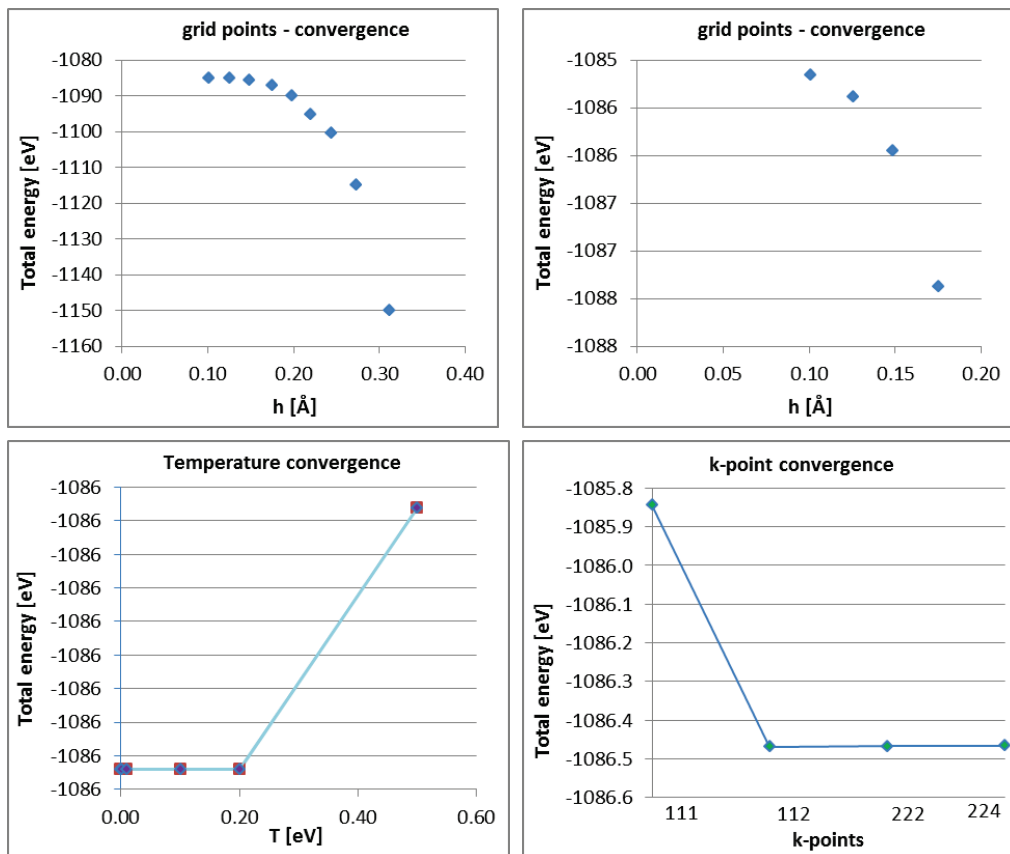 grid points - convergence
Total energy [eV]
-1080
-1090
-1100
-1110
-1120
-1130
-1140
-1150
-1160
0.00 0.10 0.20 0.30 0.40
h [Å]
grid points - convergence
Total energy [eV]
-1085
-1086
-1086
-1087
-1087
-1088
-1088
0.00 0.05 0.10 0.15 0.20
h [Å]
Temperature convergence
Total energy [eV]
-1086
-1086
-1086
-1086
-1086
-1086
-1086
-1086
-1086
-1086
0.00 0.20 0.40 0.60
T [eV]
k-point convergence
Total energy [eV]
-1085.8
-1085.9
-1086.0
-1086.1
-1086.2
-1086.3
-1086.4
-1086.5
-1086.6
111 112 222 224
k-points